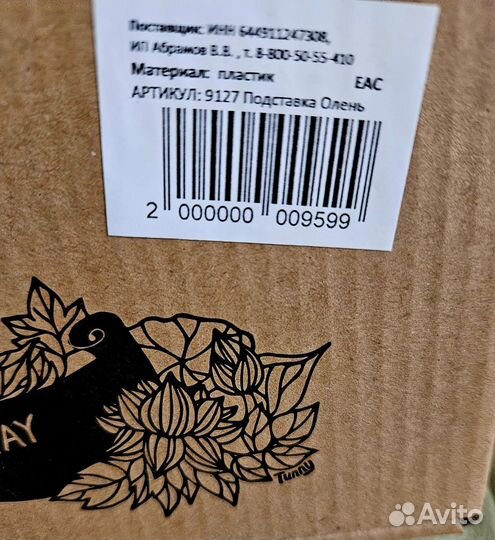 Поставщик: ИНН 644911247308,
ИП Абрамов В.В. , т. 8-800-50-55-410
Материал: пластик EAC
АРТИКУЛ: 9127 Подставка Олень
2 000000 009599
AY
Tunny
Avito